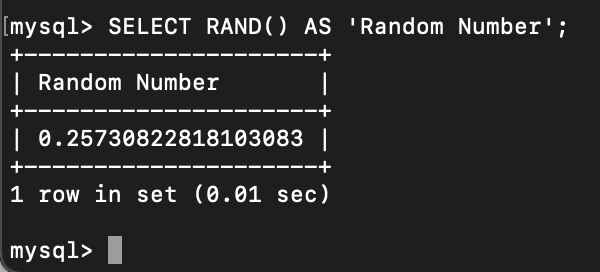 mysql> SELECT RAND() AS 'Random Number';
+---------------------+
| Random Number       |
+---------------------+
| 0.25730822818103083 |
+---------------------+
1 row in set (0.01 sec)
mysql>